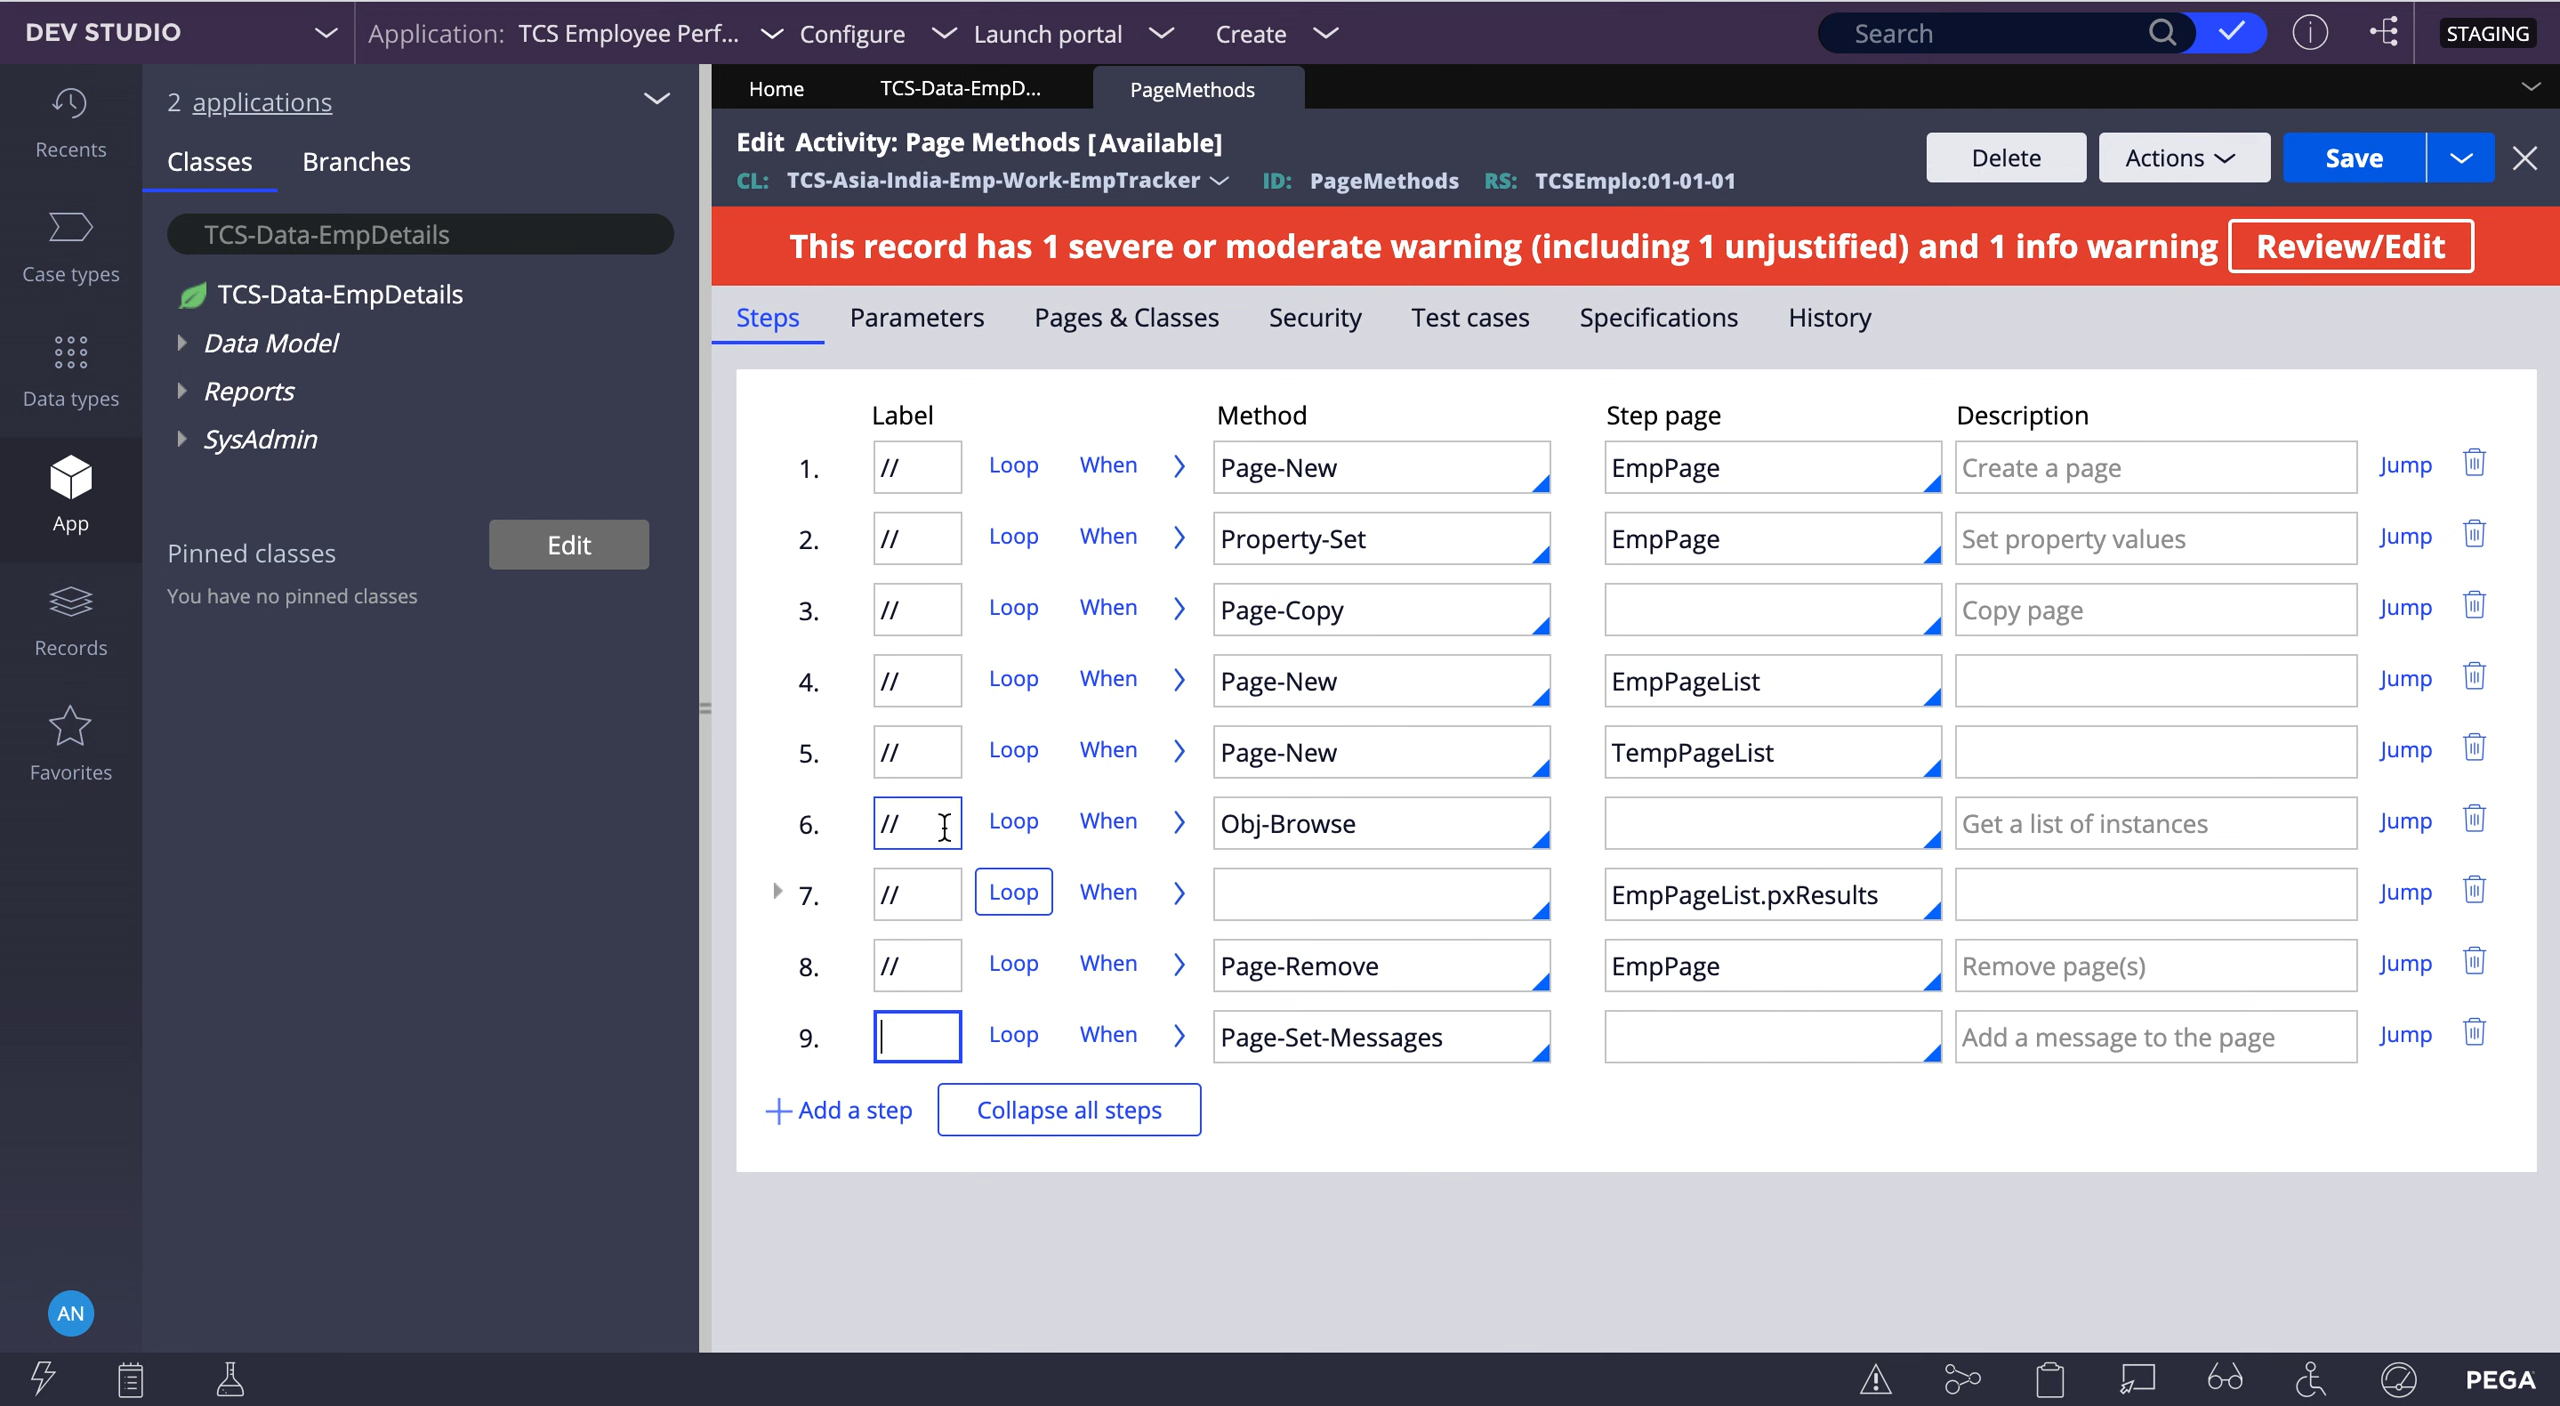 DEV STUDIO
Application: TCS Employee Perf... Configure Launch portal Create
Search
STAGING
Recents
Case types
Data types
App
Records
Favorites
AN
2 applications
Classes Branches
TCS-Data-EmpDetails
TCS-Data-EmpDetails
Data Model
Reports
SysAdmin
Pinned classes Edit
You have no pinned classes
Home TCS-Data-EmpD... PageMethods
Edit Activity: Page Methods [Available]
CL: TCS-Asia-India-Emp-Work-EmpTracker ID: PageMethods RS: TCSEmplo:01-01-01
Delete Actions Save
This record has 1 severe or moderate warning (including 1 unjustified) and 1 info warning Review/Edit
Steps Parameters Pages & Classes Security Test cases Specifications History
Label Method Step page Description
1. // Loop When Page-New EmpPage Create a page Jump
2. // Loop When Property-Set EmpPage Set property values Jump
3. // Loop When Page-Copy Copy page Jump
4. // Loop When Page-New EmpPageList Jump
5. // Loop When Page-New TempPageList Jump
6. // Loop When Obj-Browse Get a list of instances Jump
7. // Loop When EmpPageList.pxResults Jump
8. // Loop When Page-Remove EmpPage Remove page(s) Jump
9. Loop When Page-Set-Messages Add a message to the page Jump
Add a step Collapse all steps
PEGA